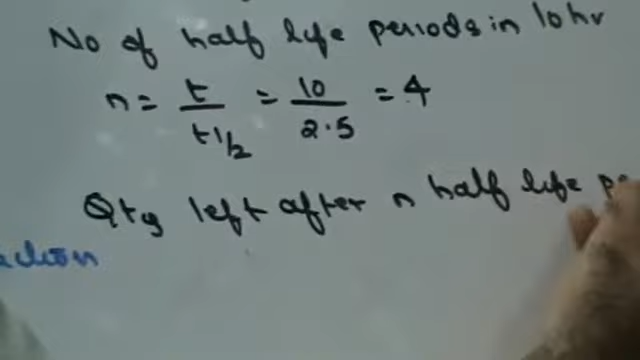 No of half life periods in 10 hr
n = t / t1/2 = 10 / 2.5 = 4
Qty left after n half life